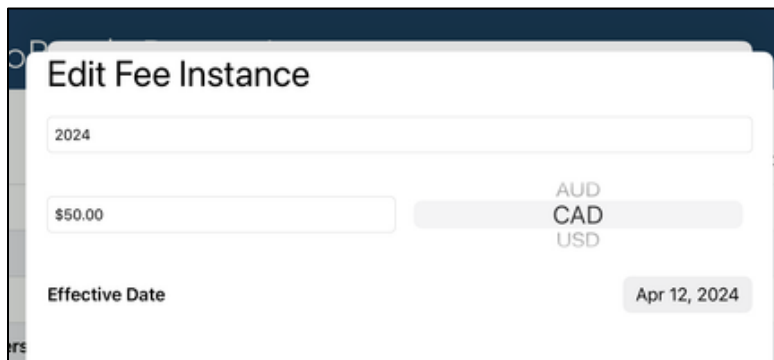 Edit Fee Instance
2024
AUD
$50.00
CAD
USD
Effective Date
Apr 12, 2024